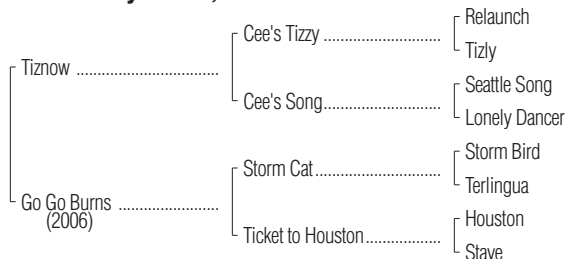 Relaunch
Cee's Tizzy
Tizly
Tiznow
Seattle Song
Cee's Song
Lonely Dancer
Storm Bird
Storm Cat
Terlingua
Go Go Burns
(2006)
Houston
Ticket to Houston
Stave